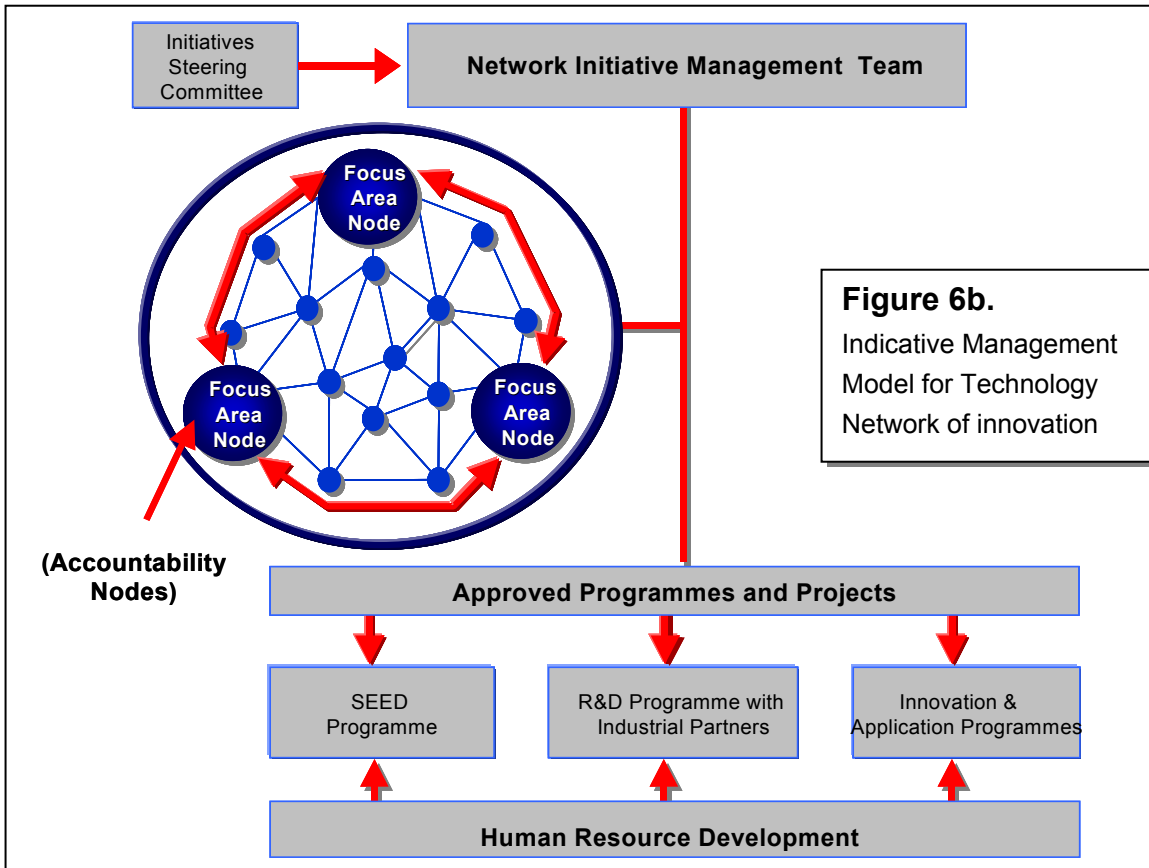 Initiatives
Steering
Committee
Network Initiative Management Team
Focus
Area
Node
Focus
Area
Node
Focus
Area
Node
Figure 6b.
Indicative Management
Model for Technology
Network of innovation
(Accountability
Nodes)
Approved Programmes and Projects
SEED
Programme
R&D Programme with
Industrial Partners
Innovation &
Application Programmes
Human Resource Development